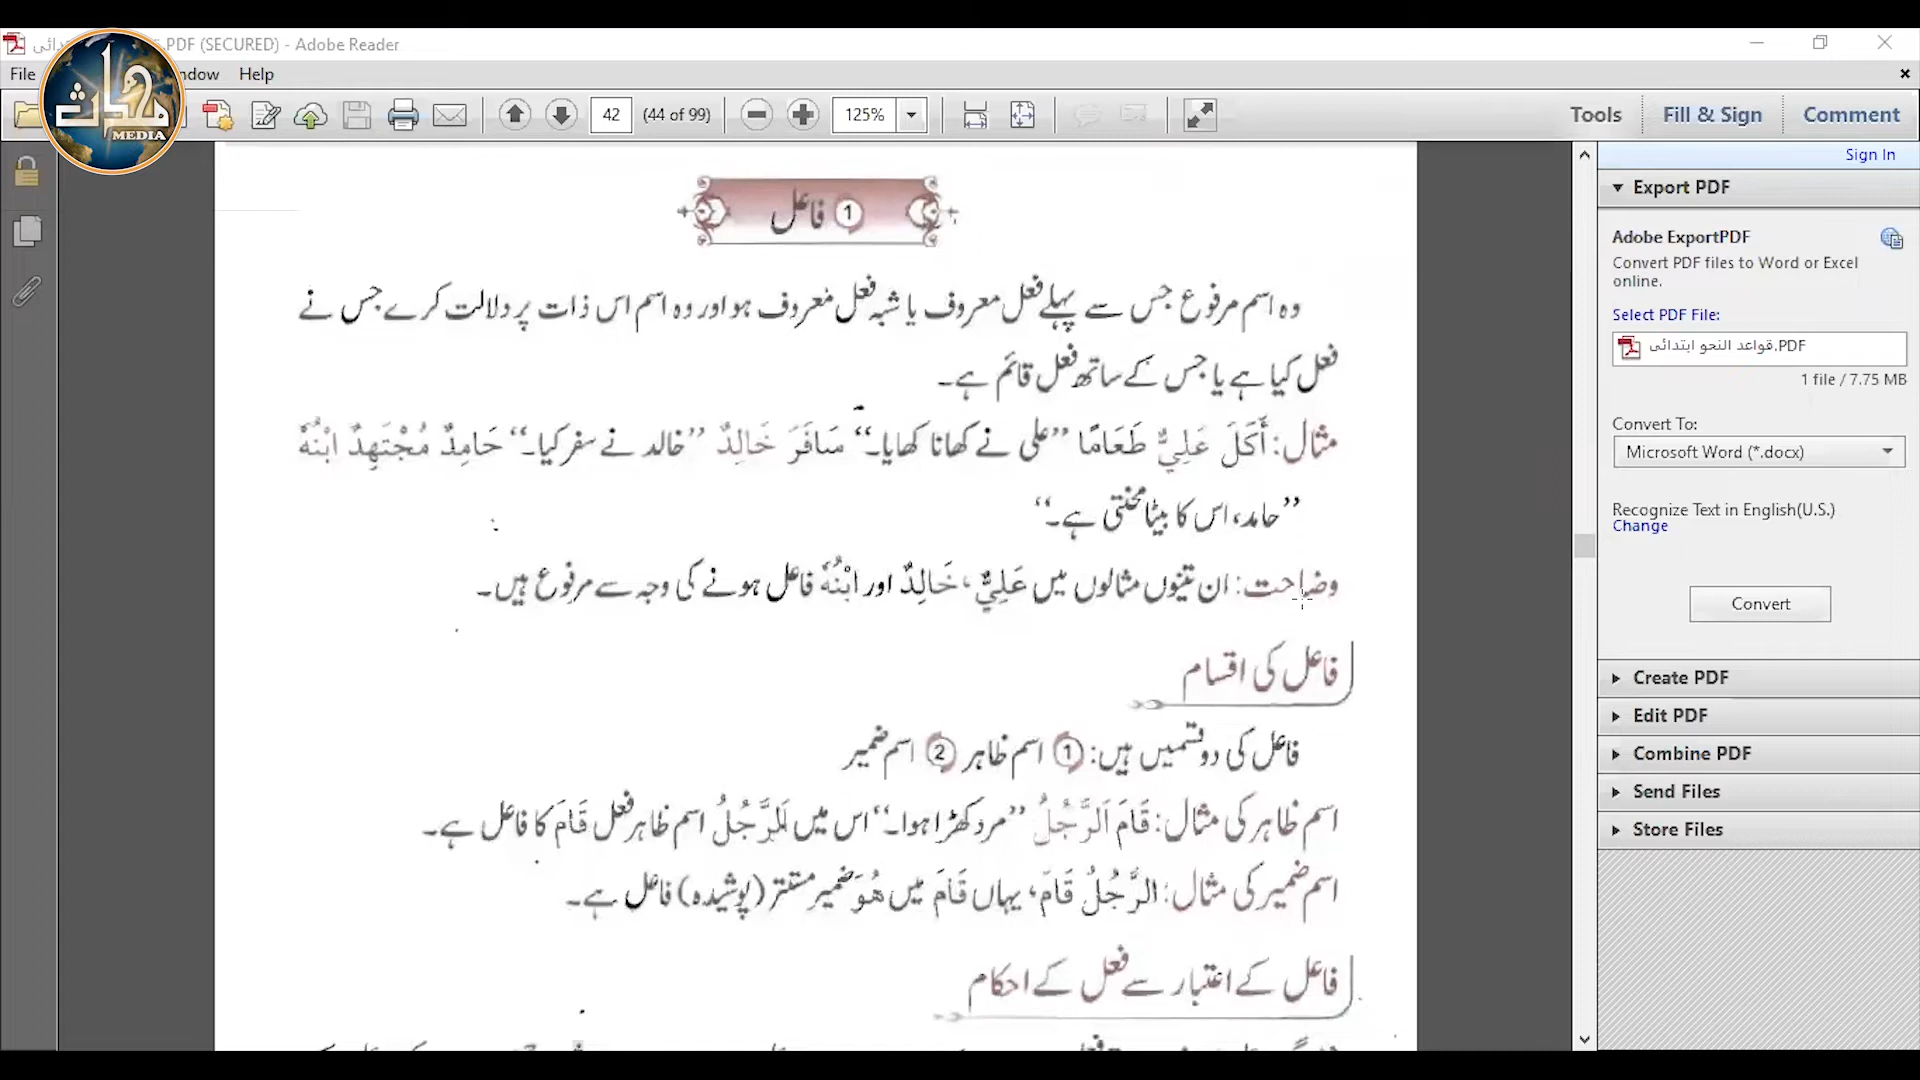 .PDF (SECURED) - Adobe Reader
File
ndow
Help
MEDIA
42
(44 of 99)
125%
Tools
Fill & Sign
Comment
Sign In
① فاعل
وہ اسم مرفوع جس سے پہلے فعل معروف یا شبہ فعل معروف ہو اور وہ اسم اس ذات پر دلالت کرے جس نے
فعل کیا ہے یا جس کے ساتھ فعل قائم ہے۔
مثال: أَكَلَ عَلِيٌّ طَعَامًا ”علی نے کھانا کھایا۔“ سَافَرَ خَالِدٌ ”خالد نے سفر کیا۔“ حَامِدٌ مُجْتَهِدٌ ابْنُهُ
”حامد، اس کا بیٹا محنتی ہے۔“
وضاحت: ان تینوں مثالوں میں عَلِيٌّ، خَالِدٌ اور ابْنُهُ فاعل ہونے کی وجہ سے مرفوع ہیں۔
فاعل کی اقسام
فاعل کی دو قسمیں ہیں: ① اسم ظاہر ② اسم ضمیر
اسم ظاہر کی مثال: قَامَ اَلرَّجُلُ ”مرد کھڑا ہوا۔“ اس میں اَلرَّجُلُ اسم ظاہر فعل قَامَ کا فاعل ہے۔
اسم ضمیر کی مثال: الرَّجُلُ قَامَ، یہاں قَامَ میں هُوَ ضمیر مستتر (پوشیدہ) فاعل ہے۔
فاعل کے اعتبار سے فعل کے احکام
Export PDF
Adobe ExportPDF
Convert PDF files to Word or Excel
online.
Select PDF File:
قواعد النحو ابتدائی.PDF
1 file / 7.75 MB
Convert To:
Microsoft Word (*.docx)
Recognize Text in English(U.S.)
Change
Convert
Create PDF
Edit PDF
Combine PDF
Send Files
Store Files